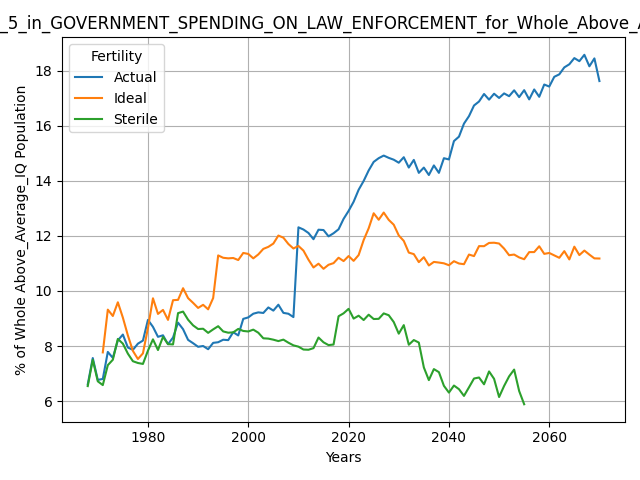 _5_in_GOVERNMENT_SPENDING_ON_LAW_ENFORCEMENT_for_Whole_Above_A
Fertility
Actual
Ideal
Sterile
% of Whole Above_Average_IQ Population
18
16
14
12
10
8
6
1980
2000
2020
2040
2060
Years